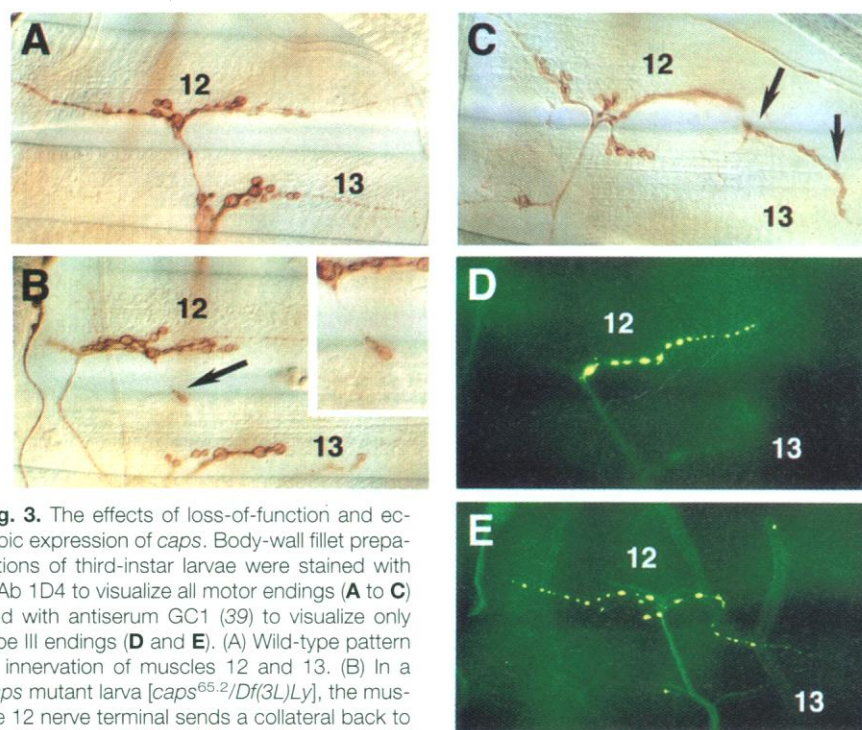 A
12
13
B
12
13
C
12
13
D
12
13
E
12
13
g. 3. The effects of loss-of-function and ec-
pic expression of caps. Body-wall fillet prepa-
tions of third-instar larvae were stained with
Ab 1D4 to visualize all motor endings (A to C)
d with antiserum GC1 (39) to visualize only
pe III endings (D and E). (A) Wild-type pattern
innervation of muscles 12 and 13. (B) In a
ps mutant larva [caps65.2/Df(3L)Ly], the mus-
e 12 nerve terminal sends a collateral back to